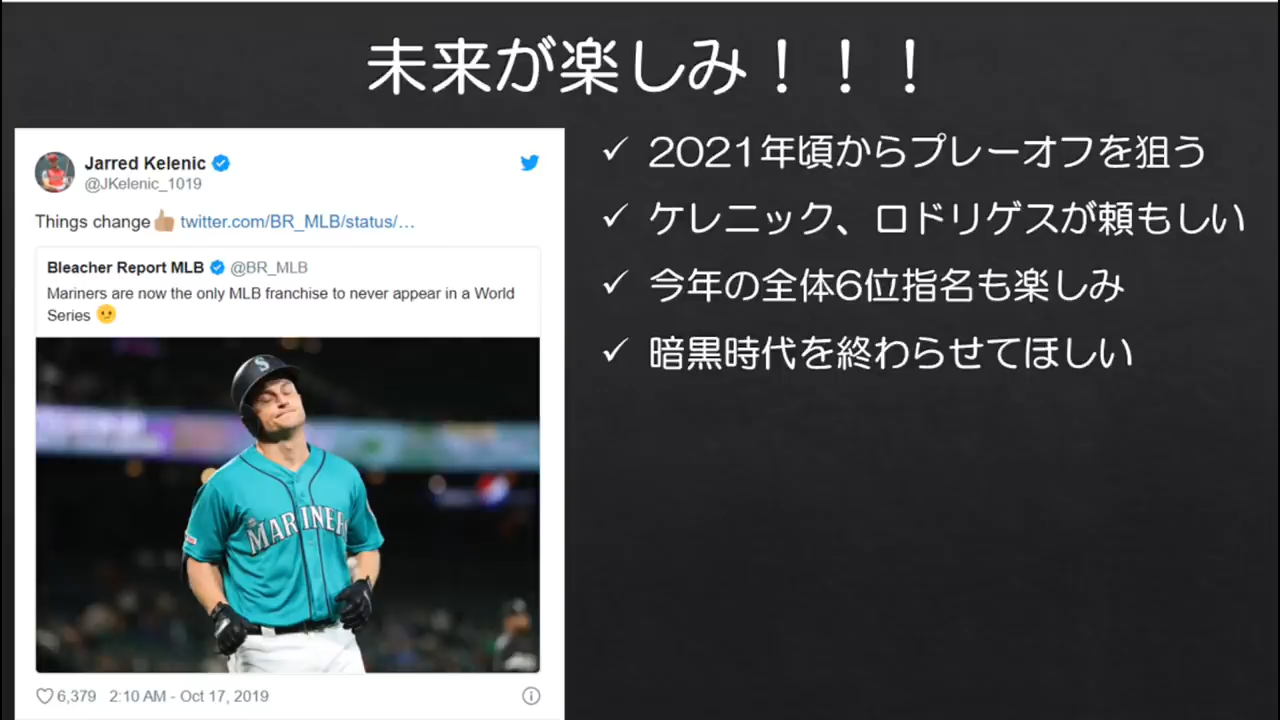 未来が楽しみ！！！
Jarred Kelenic
@JKelenic_1019
Things change👍🏽 twitter.com/BR_MLB/status/…
Bleacher Report MLB @BR_MLB
Mariners are now the only MLB franchise to never appear in a World
Series 🫤
S
MARINER
6,379 2:10 AM - Oct 17, 2019
✓ 2021年頃からプレーオフを狙う
✓ ケレニック、ロドリゲスが頼もしい
✓ 今年の全体6位指名も楽しみ
✓ 暗黒時代を終わらせてほしい